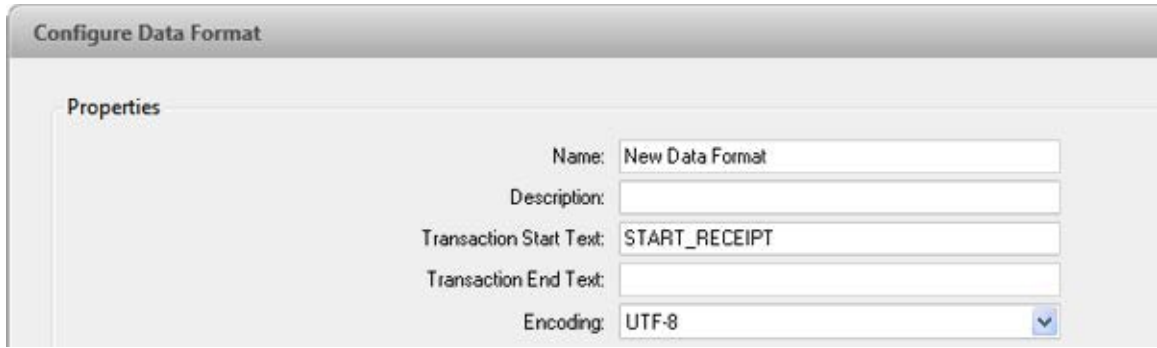 Configure Data Format
Properties
Name: New Data Format
Description:
Transaction Start Text: START_RECEIPT
Transaction End Text:
Encoding: UTF-8